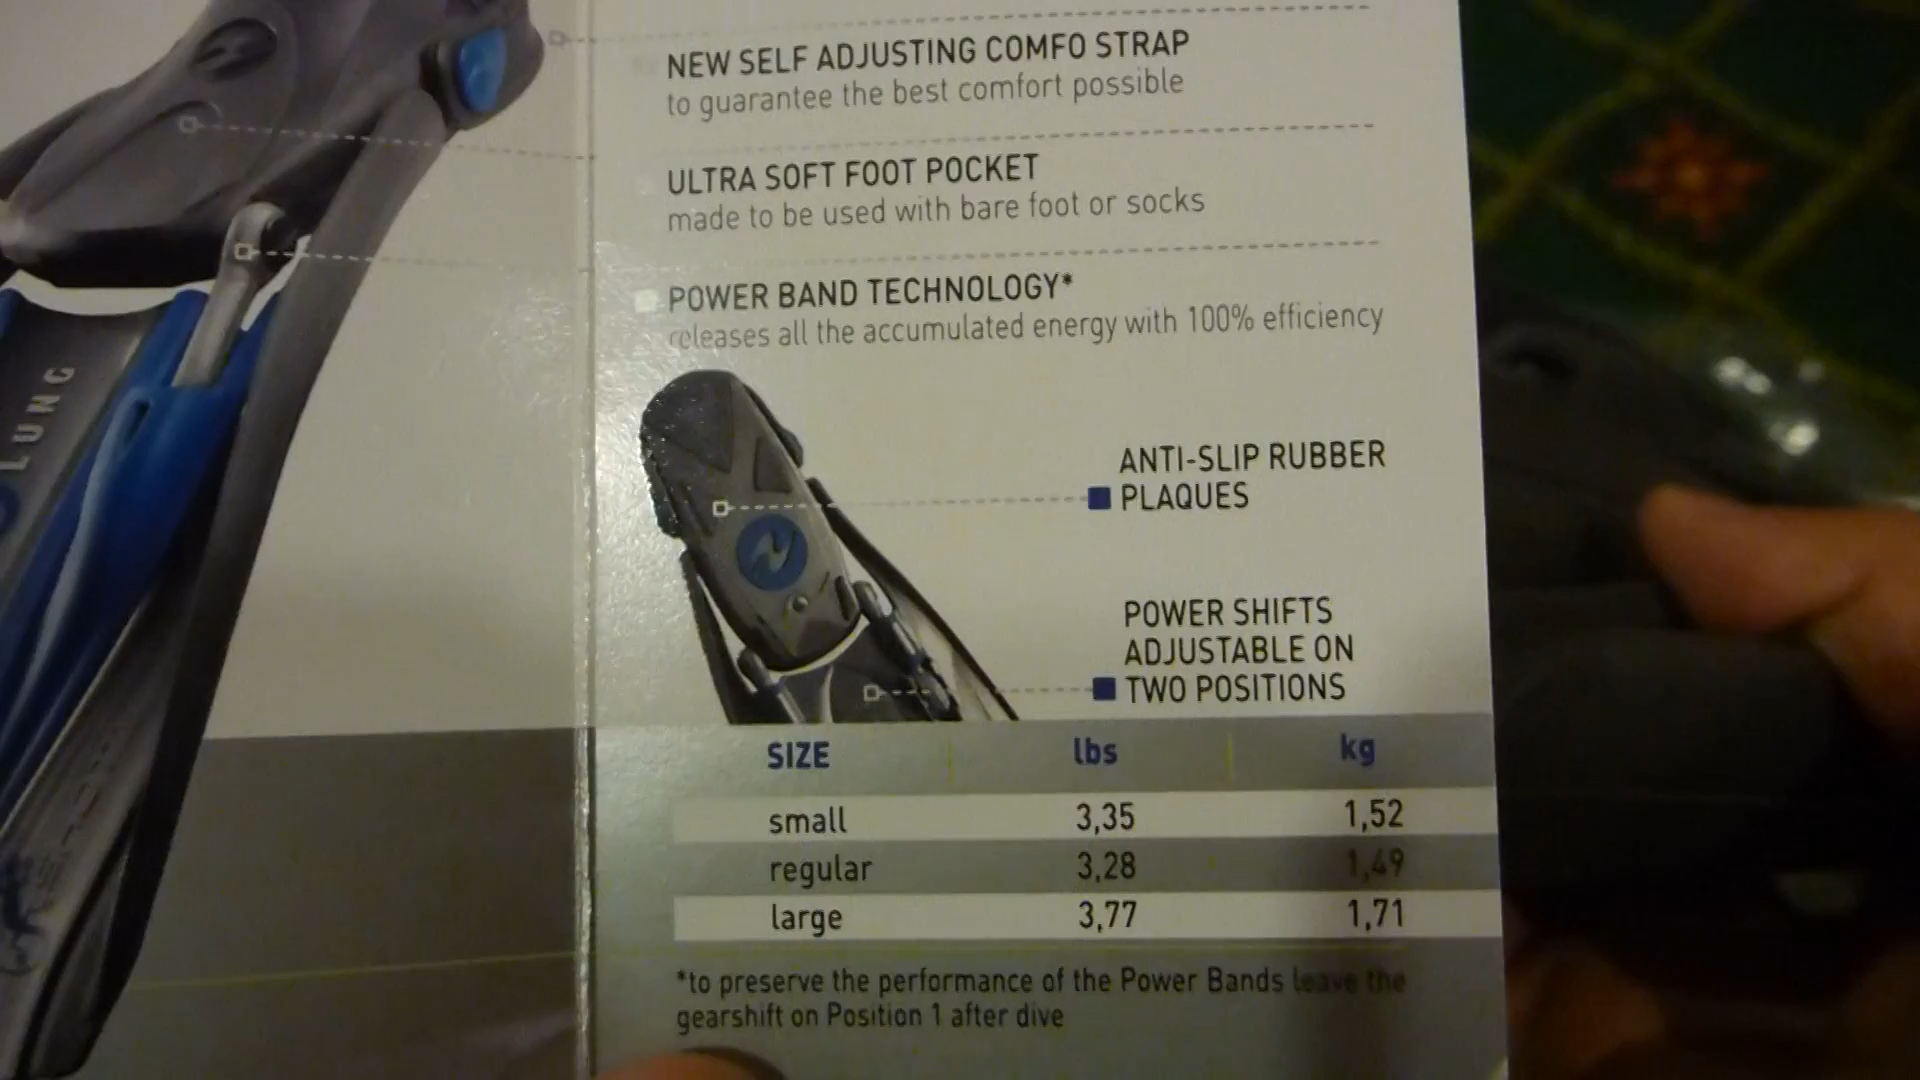 NEW SELF ADJUSTING COMFO STRAP
to guarantee the best comfort possible
ULTRA SOFT FOOT POCKET
made to be used with bare foot or socks
POWER BAND TECHNOLOGY*
releases all the accumulated energy with 100% efficiency
LUNG
ANTI-SLIP RUBBER
PLAQUES
POWER SHIFTS
ADJUSTABLE ON
TWO POSITIONS
SIZE lbs kg
small 3,35 1,52
regular 3,28 1,49
large 3,77 1,71
*to preserve the performance of the Power Bands leave the
gearshift on Position 1 after dive